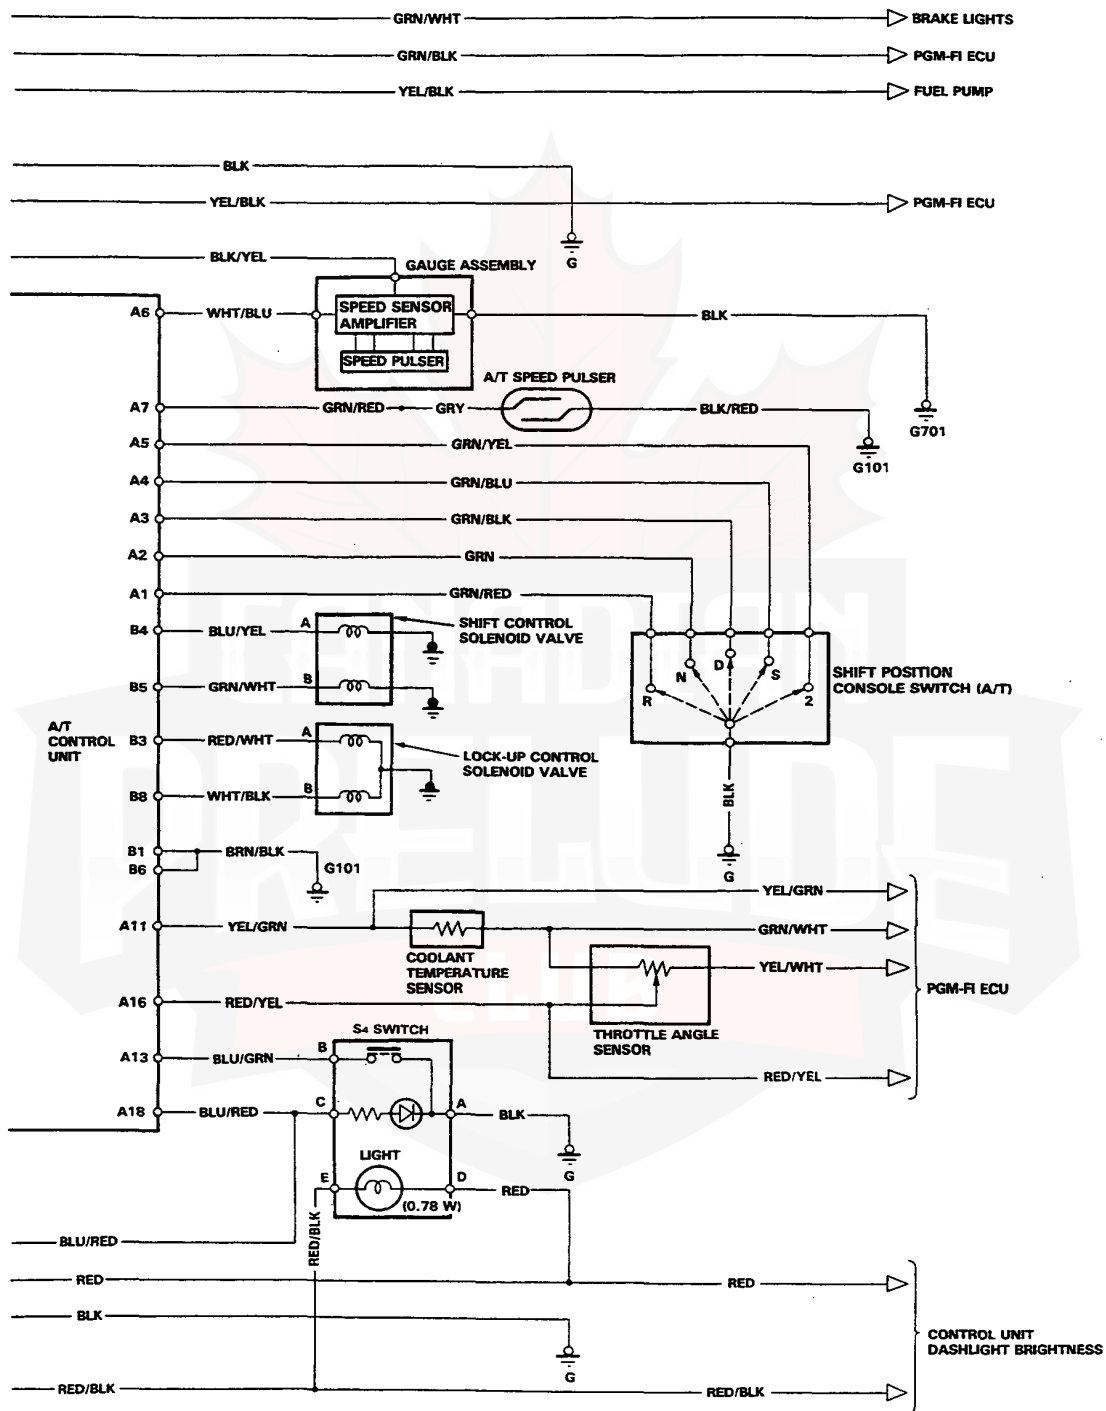 GRN/WHT
BRAKE LIGHTS
GRN/BLK
PGM-FI ECU
YEL/BLK
FUEL PUMP
BLK
YEL/BLK
PGM-FI ECU
G
BLK/YEL
GAUGE ASSEMBLY
A6
WHT/BLU
SPEED SENSOR
AMPLIFIER
SPEED PULSER
BLK
G701
A/T SPEED PULSER
A7
GRN/RED
GRY
BLK/RED
G101
A5
GRN/YEL
A4
GRN/BLU
A3
GRN/BLK
A2
GRN
A1
GRN/RED
B4
BLU/YEL
A
SHIFT CONTROL
SOLENOID VALVE
B5
GRN/WHT
B
R
N
D
S
2
SHIFT POSITION
CONSOLE SWITCH (A/T)
BLK
G
A/T
CONTROL
UNIT
B3
RED/WHT
A
LOCK-UP CONTROL
SOLENOID VALVE
B8
WHT/BLK
B
B1
B6
BRN/BLK
G101
YEL/GRN
A11
YEL/GRN
COOLANT
TEMPERATURE
SENSOR
GRN/WHT
YEL/WHT
PGM-FI ECU
A16
RED/YEL
THROTTLE ANGLE
SENSOR
RED/YEL
S4 SWITCH
A13
BLU/GRN
B
A18
BLU/RED
C
A
BLK
G
LIGHT
E
D
(0.78 W)
RED
RED/BLK
BLU/RED
RED
RED
BLK
G
RED/BLK
RED/BLK
CONTROL UNIT
DASHLIGHT BRIGHTNESS
CANADIAN
PRELUDE
CLUB